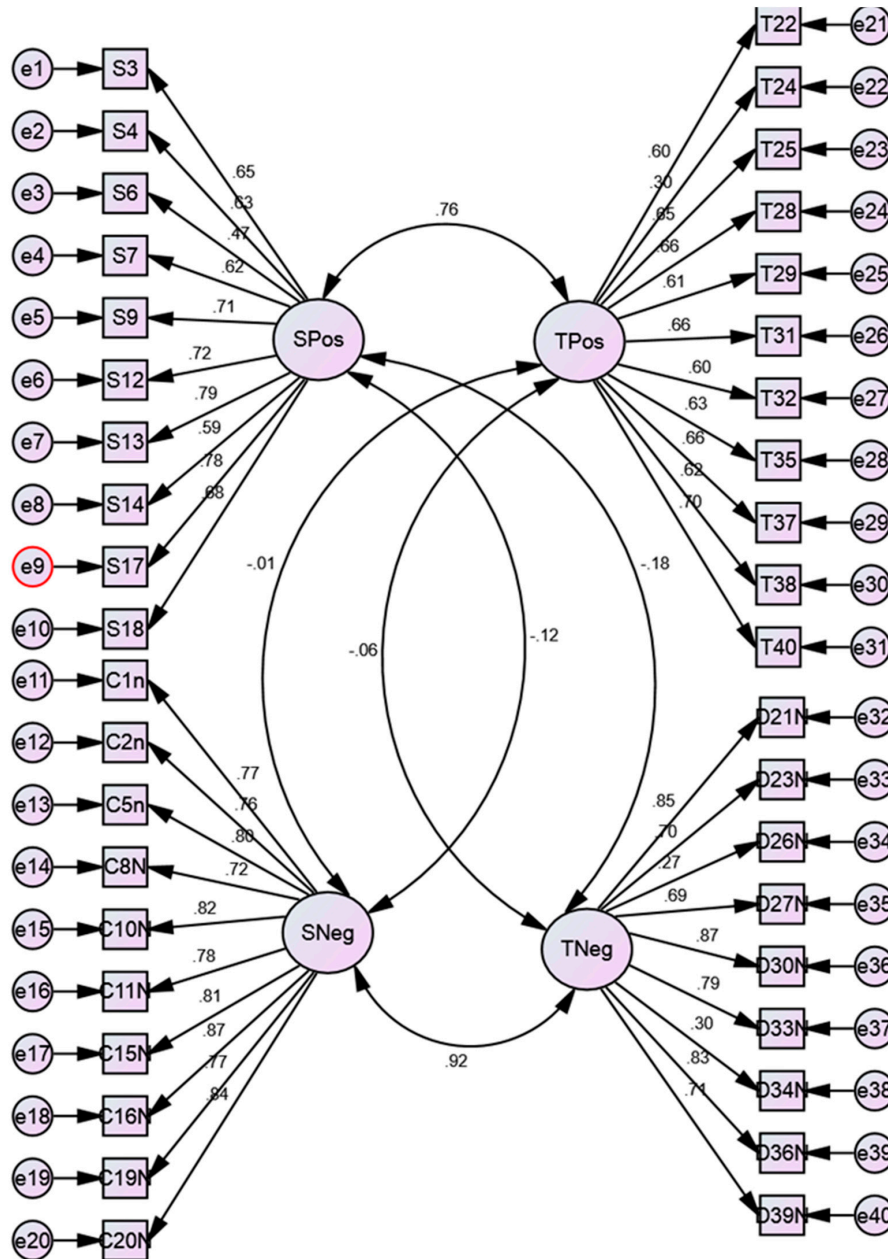 e1 S3
e2 S4
e3 S6
e4 S7
e5 S9
e6 S12
e7 S13
e8 S14
e9 S17
e10 S18
e11 C1n
e12 C2n
e13 C5n
e14 C8N
e15 C10N
e16 C11N
e17 C15N
e18 C16N
e19 C19N
e20 C20N
.65
.63
.47
.62
.71
.72
.79
.59
.78
.68
SPos
.76
TPos
.60
.30
.65
.66
.61
.66
.60
.63
.66
.62
.70
T22 e21
T24 e22
T25 e23
T28 e24
T29 e25
T31 e26
T32 e27
T35 e28
T37 e29
T38 e30
T40 e31
-.01
-.06
-.12
-.18
.77
.76
.80
.72
.82
.78
.81
.87
.77
.84
SNeg
.92
TNeg
.85
.70
.27
.69
.87
.79
.30
.83
.71
D21N e32
D23N e33
D26N e34
D27N e35
D30N e36
D33N e37
D34N e38
D36N e39
D39N e40